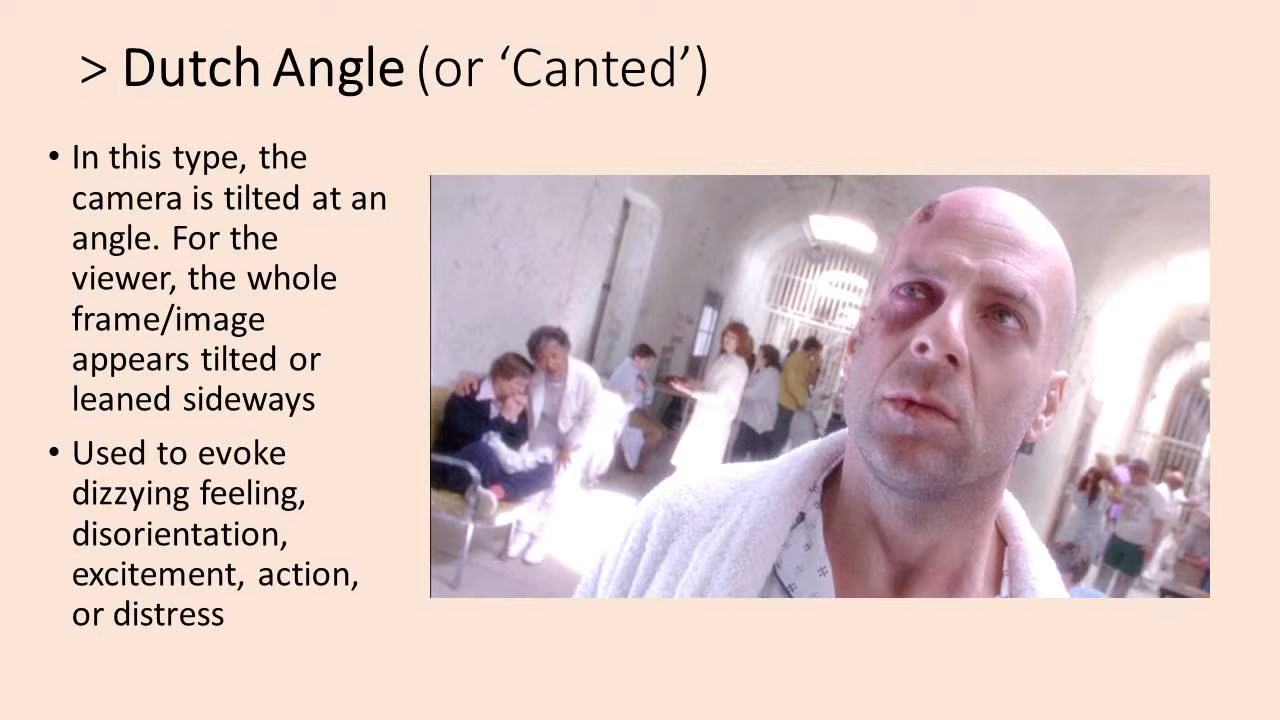 > Dutch Angle (or ‘Canted’)
• In this type, the
camera is tilted at an
angle. For the
viewer, the whole
frame/image
appears tilted or
leaned sideways
• Used to evoke
dizzying feeling,
disorientation,
excitement, action,
or distress